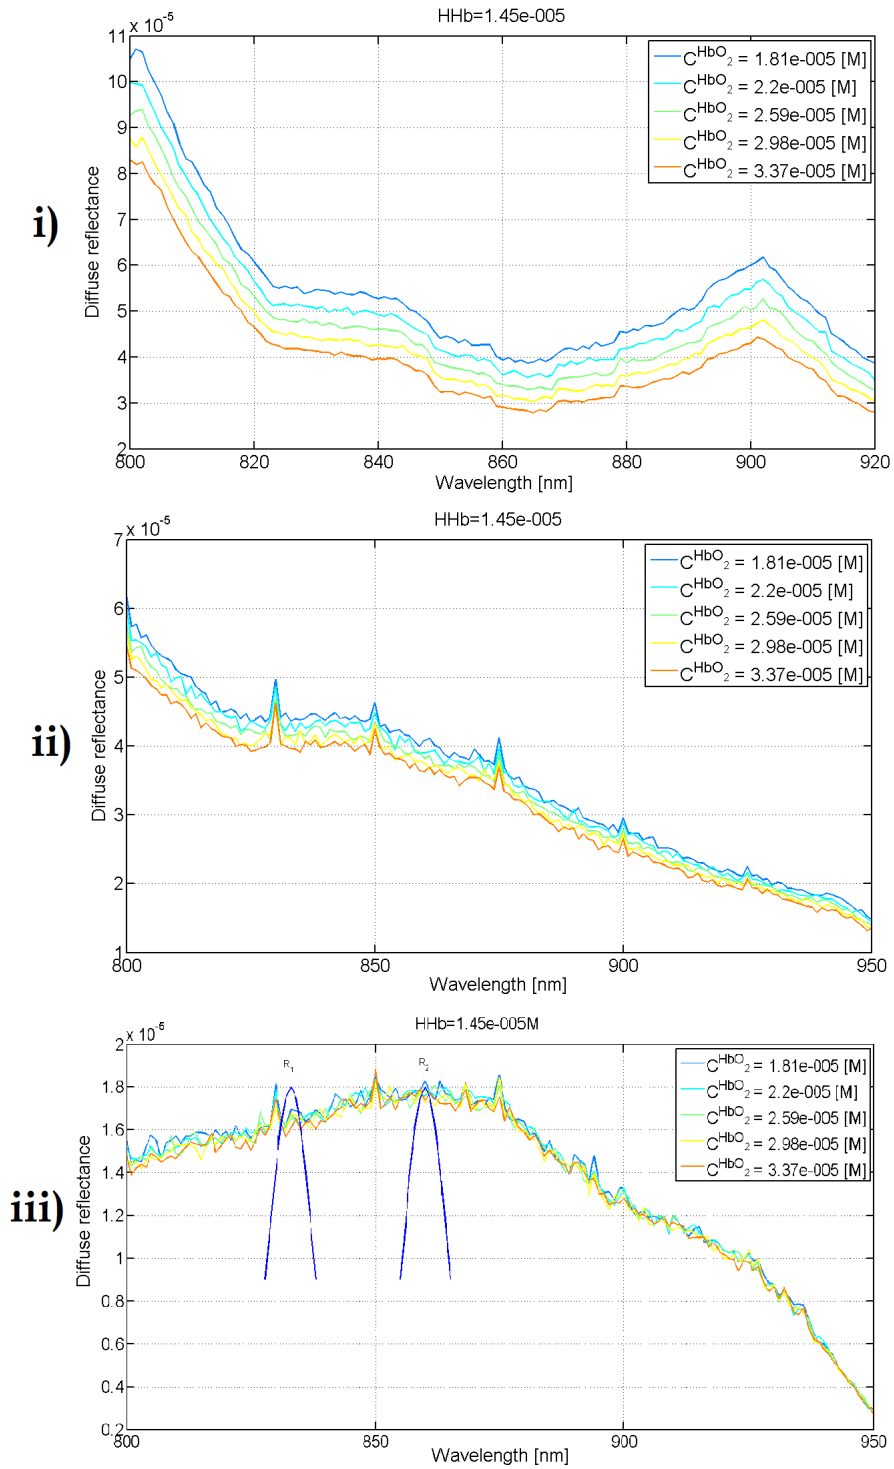 HHb=1.45e-005
x 10⁻⁵
11
10
9
8
7
6
5
4
3
2
Diffuse reflectance
i)
C^HbO₂ = 1.81e-005 [M]
C^HbO₂ = 2.2e-005 [M]
C^HbO₂ = 2.59e-005 [M]
C^HbO₂ = 2.98e-005 [M]
C^HbO₂ = 3.37e-005 [M]
800 820 840 860 880 900 920
Wavelength [nm]
HHb=1.45e-005
x 10⁻⁵
7
6
5
4
3
2
1
Diffuse reflectance
ii)
C^HbO₂ = 1.81e-005 [M]
C^HbO₂ = 2.2e-005 [M]
C^HbO₂ = 2.59e-005 [M]
C^HbO₂ = 2.98e-005 [M]
C^HbO₂ = 3.37e-005 [M]
800 850 900 950
Wavelength [nm]
HHb=1.45e-005M
x 10⁻⁶
2
1.8
1.6
1.4
1.2
1
0.8
0.6
0.4
0.2
Diffuse reflectance
iii)
R₁ R₂
C^HbO₂ = 1.81e-005 [M]
C^HbO₂ = 2.2e-005 [M]
C^HbO₂ = 2.59e-005 [M]
C^HbO₂ = 2.98e-005 [M]
C^HbO₂ = 3.37e-005 [M]
800 850 900 950
Wavelength [nm]